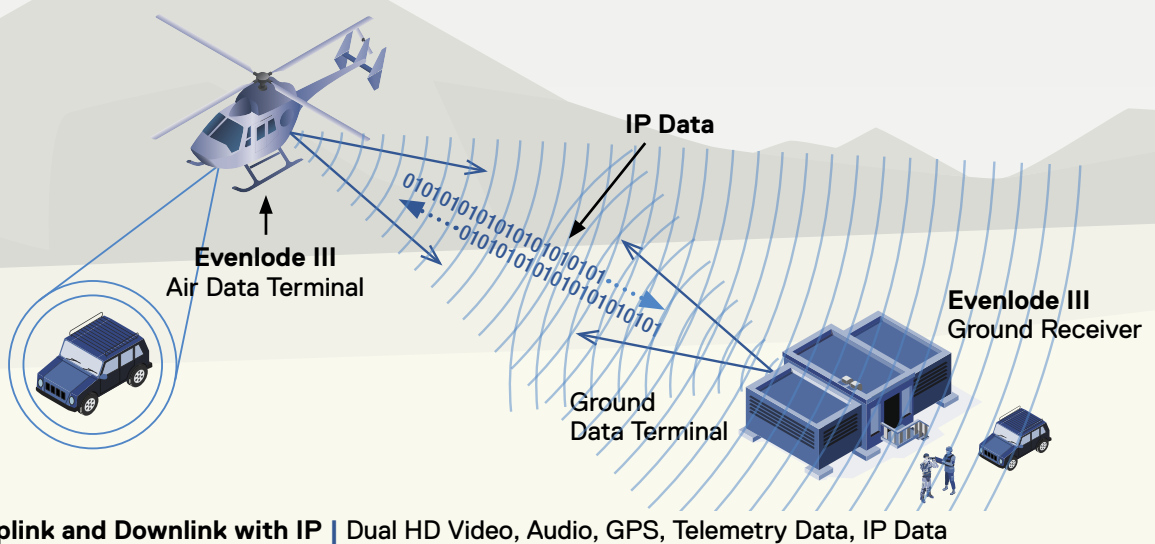 IP Data
0101010101010101010101
0101010101010101010101
Evenlode III
Air Data Terminal
Evenlode III
Ground Receiver
Ground
Data Terminal
plink and Downlink with IP | Dual HD Video, Audio, GPS, Telemetry Data, IP Data